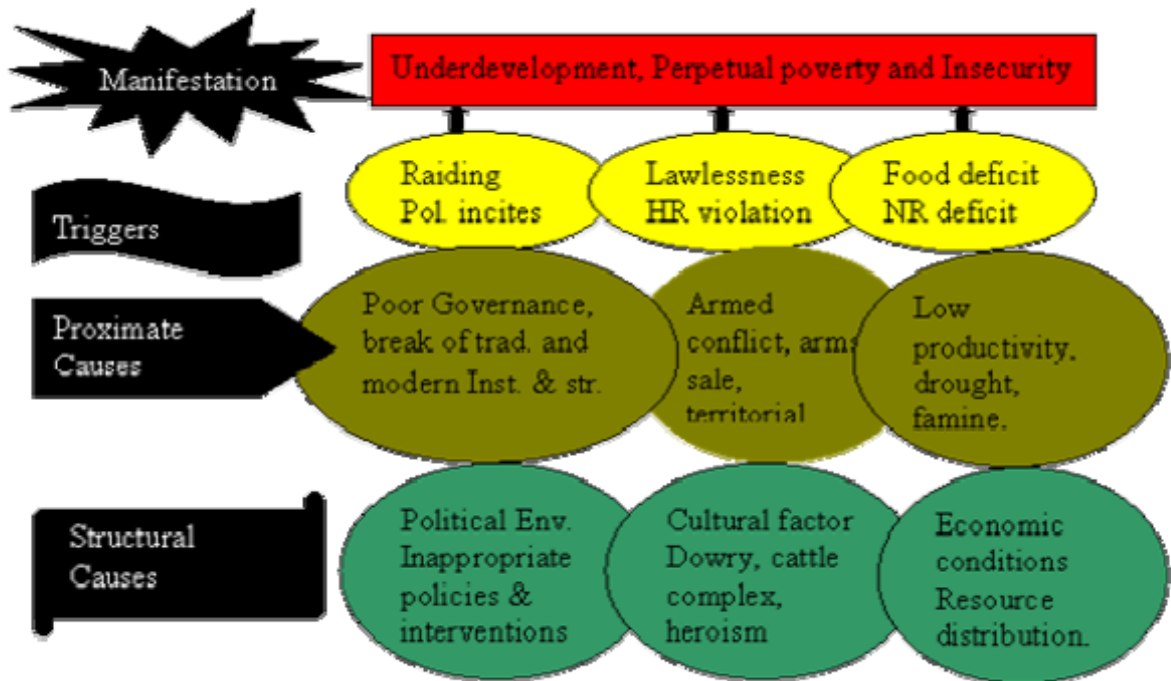 Manifestation
Underdevelopment, Perpetual poverty and Insecurity
Triggers
Raiding
Pol. incites
Lawlessness
HR violation
Food deficit
NR deficit
Proximate
Causes
Poor Governance,
break of trad. and
modern Inst. & str.
Armed
conflict, arms
sale,
territorial
Low
productivity,
drought,
famine.
Structural
Causes
Political Env.
Inappropriate
policies &
interventions
Cultural factor
Dowry, cattle
complex,
heroism
Economic
conditions
Resource
distribution.